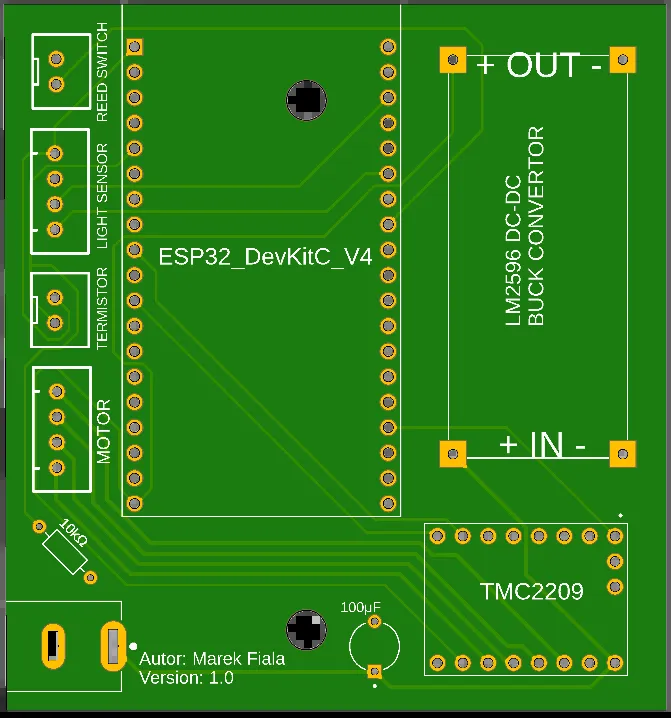 REED SWITCH
LIGHT SENSOR
TERMISTOR
MOTOR
ESP32_DevKitC_V4
+ OUT -
LM2596 DC-DC
BUCK CONVERTOR
+ IN -
10kΩ
100µF
TMC2209
Autor: Marek Fiala
Version: 1.0